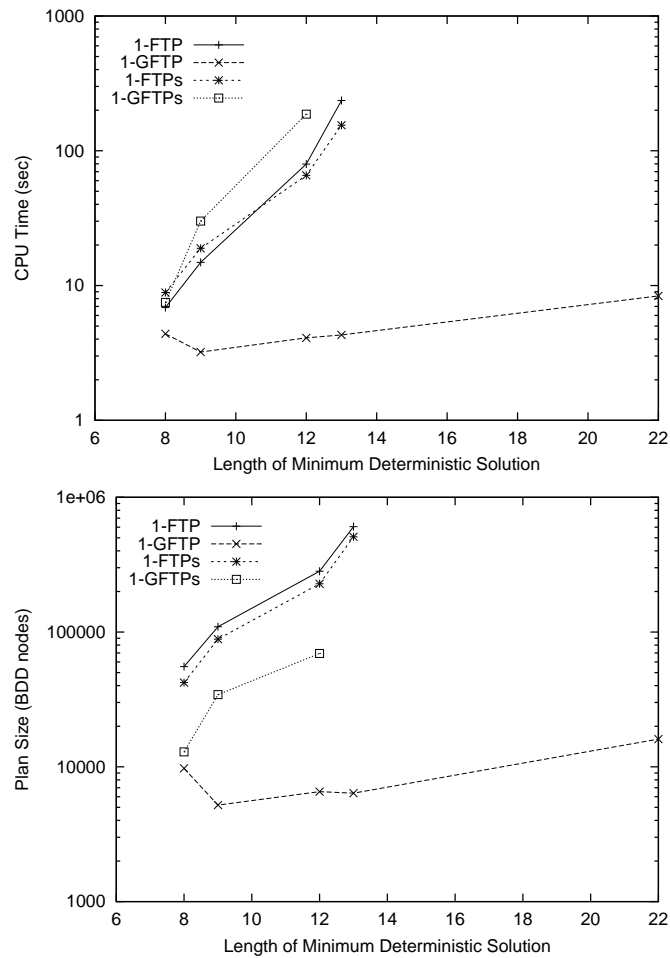 1000
100
10
1
CPU Time (sec)
1-FTP
1-GFTP
1-FTPs
1-GFTPs
6 8 10 12 14 16 18 20 22
Length of Minimum Deterministic Solution
1e+06
100000
10000
1000
Plan Size (BDD nodes)
1-FTP
1-GFTP
1-FTPs
1-GFTPs
6 8 10 12 14 16 18 20 22
Length of Minimum Deterministic Solution